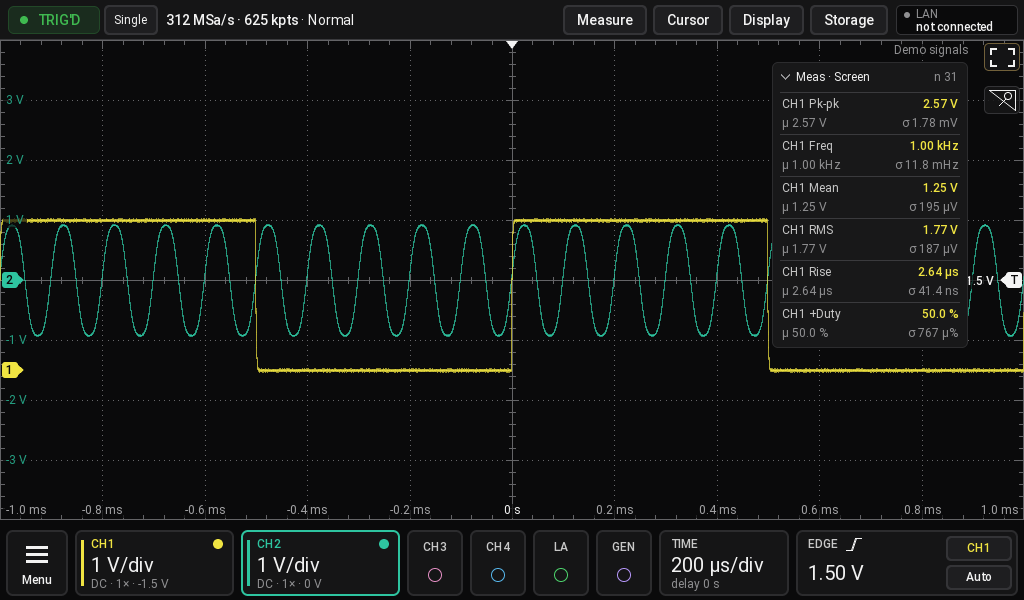 TRIG'D
Single
312 MSa/s · 625 kpts · Normal
Measure
Cursor
Display
Storage
LAN
not connected
Demo signals
Meas · Screen n 31
CH1 Pk-pk 2.57 V
μ 2.57 V σ 1.78 mV
CH1 Freq 1.00 kHz
μ 1.00 kHz σ 11.8 mHz
CH1 Mean 1.25 V
μ 1.25 V σ 195 μV
CH1 RMS 1.77 V
μ 1.77 V σ 187 μV
CH1 Rise 2.64 μs
μ 2.64 μs σ 41.4 ns
CH1 +Duty 50.0 %
μ 50.0 % σ 767 μ%
3 V
2 V
1 V
2
1.5 V
T
-1 V
1
-2 V
-3 V
-1.0 ms
-0.8 ms
-0.6 ms
-0.4 ms
-0.2 ms
0 s
0.2 ms
0.4 ms
0.6 ms
0.8 ms
1.0 ms
Menu
CH1
1 V/div
DC · 1× · -1.5 V
CH2
1 V/div
DC · 1× · 0 V
CH3
CH4
LA
GEN
TIME
200 μs/div
delay 0 s
EDGE
1.50 V
CH1
Auto